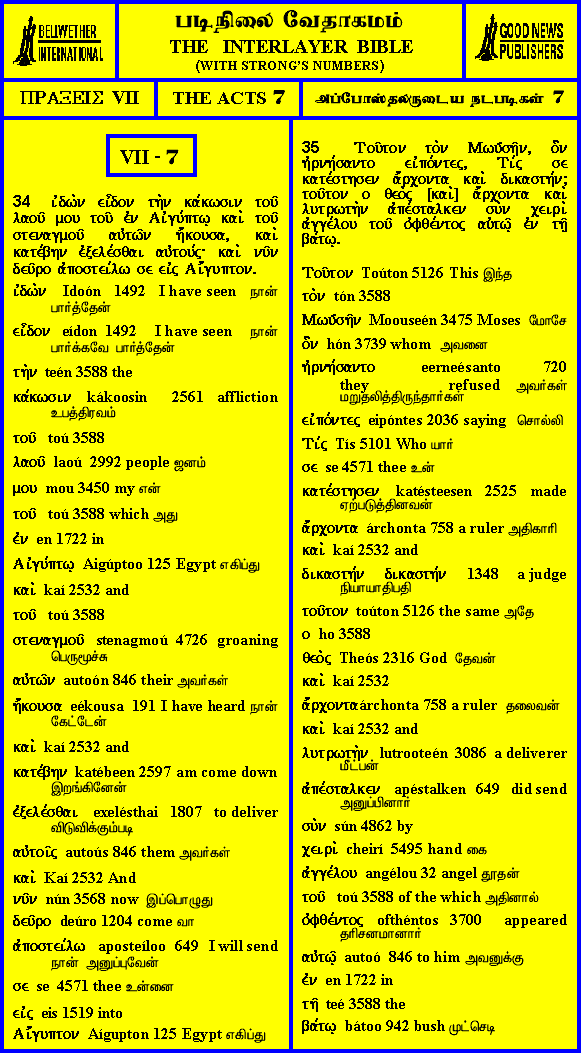 BELLWETHER
INTERNATIONAL
படிநிலை வேதாகமம்
THE INTERLAYER BIBLE
(WITH STRONG'S NUMBERS)
GOOD NEWS
PUBLISHERS
ΠΡΑΞΕΙΣ VII
THE ACTS 7
அப்போஸ்தலருடைய நடபடிகள் 7
VII - 7
34 ἰδὼν εἶδον τὴν κάκωσιν τοῦ
λαοῦ μου τοῦ ἐν Αἰγύπτῳ καὶ τοῦ
στεναγμοῦ αὐτῶν ἤκουσα, καὶ
κατέβην ἐξελέσθαι αὐτούς· καὶ νῦν
δεῦρο ἀποστείλω σε εἰς Αἴγυπτον.
ἰδὼν Idoón 1492 I have seen நான்
பார்த்தேன்
εἶδον eídon 1492 I have seen நான்
பார்க்கவே பார்த்தேன்
τὴν teén 3588 the
κάκωσιν kákoosin 2561 affliction
உபத்திரவம்
τοῦ toú 3588
λαοῦ laoú 2992 people ஜனம்
μου mou 3450 my என்
τοῦ toú 3588 which அது
ἐν en 1722 in
Αἰγύπτῳ Aigúptoo 125 Egypt எகிப்து
καὶ kaí 2532 and
τοῦ toú 3588
στεναγμοῦ stenagmoú 4726 groaning
பெருமூச்சு
αὐτῶν autoón 846 their அவர்கள்
ἤκουσα eékousa 191 I have heard நான்
கேட்டேன்
καὶ kaí 2532 and
κατέβην katébeen 2597 am come down
இறங்கினேன்
ἐξελέσθαι exelésthai 1807 to deliver
விடுவிக்கும்படி
αὐτοῖς autoús 846 them அவர்கள்
καὶ Kaí 2532 And
νῦν nún 3568 now இப்பொழுது
δεῦρο deúro 1204 come வா
ἀποστείλω aposteíloo 649 I will send
நான் அனுப்புவேன்
σε se 4571 thee உன்னை
εἰς eis 1519 into
Αἴγυπτον Aígupton 125 Egypt எகிப்து
35 Τοῦτον τὸν Μωϋσῆν, ὃν
ἠρνήσαντο εἰπόντες, Τίς σε
κατέστησεν ἄρχοντα καὶ δικαστήν;
τοῦτον ο θεὸς [καὶ] ἄρχοντα καὶ
λυτρωτὴν ἀπέσταλκεν σὺν χειρὶ
ἀγγέλου τοῦ ὀφθέντος αὐτῷ ἐν τῇ
βάτῳ.
Τοῦτον Toúton 5126 This இந்த
τὸν tón 3588
Μωϋσῆν Moouseén 3475 Moses மோசே
ὃν hón 3739 whom அவனை
ἠρνήσαντο eerneésanto 720
they refused அவர்கள்
மறுதலித்திருந்தார்கள்
εἰπόντες eipóntes 2036 saying சொல்லி
Τίς Tís 5101 Who யார்
σε se 4571 thee உன்
κατέστησεν katésteesen 2525 made
ஏற்படுத்தினவன்
ἄρχοντα árchonta 758 a ruler அதிகாரி
καὶ kaí 2532 and
δικαστήν δικαστήν 1348 a judge
நியாயாதிபதி
τοῦτον toúton 5126 the same அதே
ο ho 3588
θεὸς Theós 2316 God தேவன்
καὶ kaí 2532
ἄρχονταárchonta 758 a ruler தலைவன்
καὶ kaí 2532 and
λυτρωτὴν lutrooteén 3086 a deliverer
மீட்பன்
ἀπέσταλκεν apéstalken 649 did send
அனுப்பினார்
σὺν sún 4862 by
χειρὶ cheirí 5495 hand கை
ἀγγέλου angélou 32 angel தூதன்
τοῦ toú 3588 of the which அதினால்
ὀφθέντος ofthéntos 3700 appeared
தரிசனமானார்
αὐτῷ autoó 846 to him அவனுக்கு
ἐν en 1722 in
τῇ teé 3588 the
βάτῳ bátoo 942 bush முட்செடி